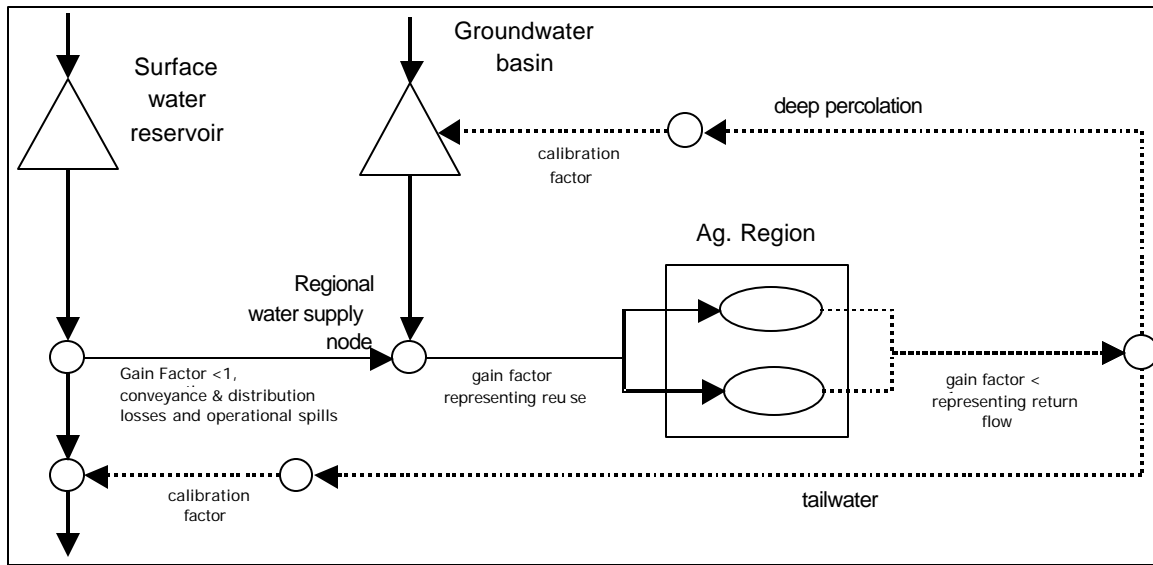 Surface
water
reservoir
Groundwater
basin
deep percolation
calibration
factor
Ag. Region
Regional
water supply
node
Gain Factor <1,
conveyance & distribution
losses and operational spills
gain factor
representing reu se
gain factor <
representing return
flow
calibration
factor
tailwater